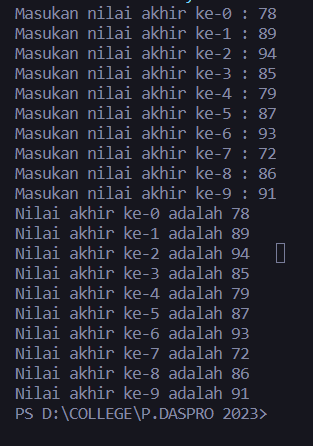 Masukan nilai akhir ke-0 : 78
Masukan nilai akhir ke-1 : 89
Masukan nilai akhir ke-2 : 94
Masukan nilai akhir ke-3 : 85
Masukan nilai akhir ke-4 : 79
Masukan nilai akhir ke-5 : 87
Masukan nilai akhir ke-6 : 93
Masukan nilai akhir ke-7 : 72
Masukan nilai akhir ke-8 : 86
Masukan nilai akhir ke-9 : 91
Nilai akhir ke-0 adalah 78
Nilai akhir ke-1 adalah 89
Nilai akhir ke-2 adalah 94
Nilai akhir ke-3 adalah 85
Nilai akhir ke-4 adalah 79
Nilai akhir ke-5 adalah 87
Nilai akhir ke-6 adalah 93
Nilai akhir ke-7 adalah 72
Nilai akhir ke-8 adalah 86
Nilai akhir ke-9 adalah 91
PS D:\COLLEGE\P.DASPRO 2023>